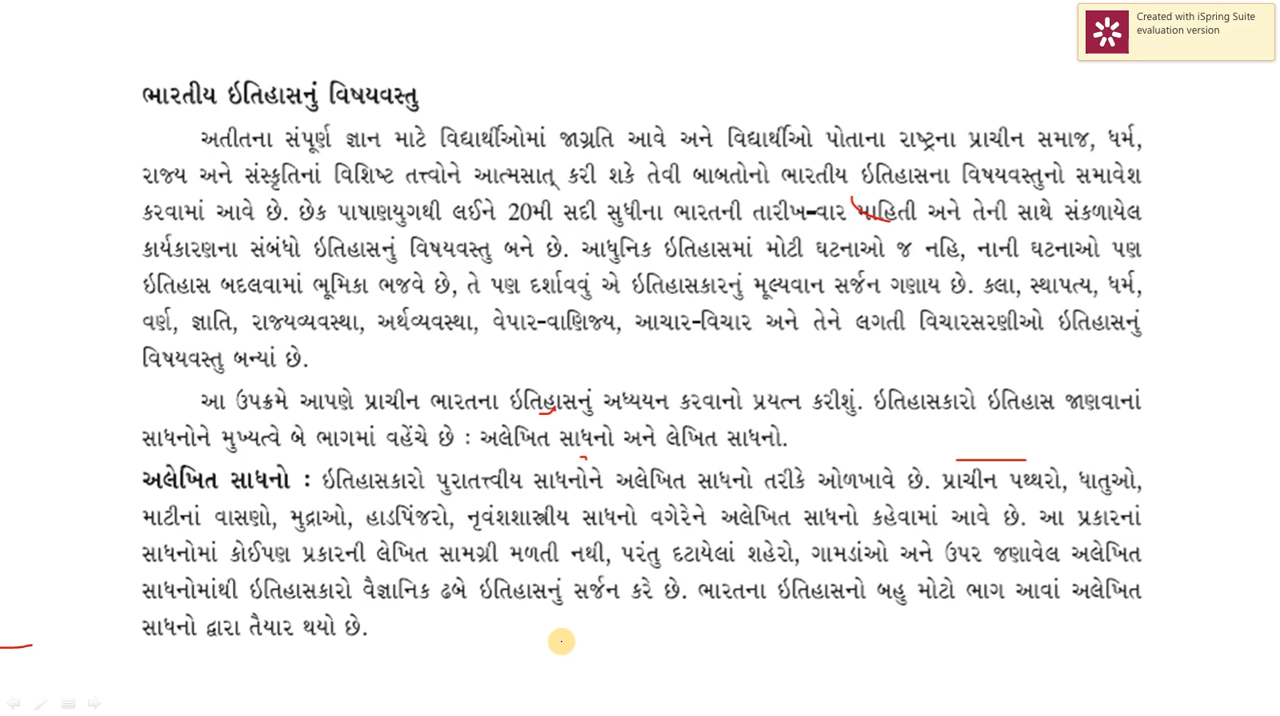 Created with iSpring Suite
evaluation version
ભારતીય ઇતિહાસનું વિષયવસ્તુ
અતીતના સંપૂર્ણ જ્ઞાન માટે વિદ્યાર્થીઓમાં જાગ્રતિ આવે અને વિદ્યાર્થીઓ પોતાના રાષ્ટ્રના પ્રાચીન સમાજ, ધર્મ,
રાજ્ય અને સંસ્કૃતિનાં વિશિષ્ટ તત્ત્વોને આત્મસાત્ કરી શકે તેવી બાબતોનો ભારતીય ઇતિહાસના વિષયવસ્તુનો સમાવેશ
કરવામાં આવે છે. છેક પાષાણયુગથી લઈને 20મી સદી સુધીના ભારતની તારીખ-વાર માહિતી અને તેની સાથે સંકળાયેલ
કાર્યકારણના સંબંધો ઇતિહાસનું વિષયવસ્તુ બને છે. આધુનિક ઇતિહાસમાં મોટી ઘટનાઓ જ નહિ, નાની ઘટનાઓ પણ
ઇતિહાસ બદલવામાં ભૂમિકા ભજવે છે, તે પણ દર્શાવવું એ ઇતિહાસકારનું મૂલ્યવાન સર્જન ગણાય છે. કલા, સ્થાપત્ય, ધર્મ,
વર્ણ, જ્ઞાતિ, રાજ્યવ્યવસ્થા, અર્થવ્યવસ્થા, વેપાર-વાણિજ્ય, આચાર-વિચાર અને તેને લગતી વિચારસરણીઓ ઇતિહાસનું
વિષયવસ્તુ બન્યાં છે.
આ ઉપક્રમે આપણે પ્રાચીન ભારતના ઇતિહાસનું અધ્યયન કરવાનો પ્રયત્ન કરીશું. ઇતિહાસકારો ઇતિહાસ જાણવાનાં
સાધનોને મુખ્યત્વે બે ભાગમાં વહેંચે છે : અલેખિત સાધનો અને લેખિત સાધનો.
અલેખિત સાધનો : ઇતિહાસકારો પુરાતત્ત્વીય સાધનોને અલેખિત સાધનો તરીકે ઓળખાવે છે. પ્રાચીન પથ્થરો, ધાતુઓ,
માટીનાં વાસણો, મુદ્રાઓ, હાડપિંજરો, નૃવંશશાસ્ત્રીય સાધનો વગેરેને અલેખિત સાધનો કહેવામાં આવે છે. આ પ્રકારનાં
સાધનોમાં કોઈપણ પ્રકારની લેખિત સામગ્રી મળતી નથી, પરંતુ દટાયેલાં શહેરો, ગામડાંઓ અને ઉપર જણાવેલ અલેખિત
સાધનોમાંથી ઇતિહાસકારો વૈજ્ઞાનિક ઢબે ઇતિહાસનું સર્જન કરે છે. ભારતના ઇતિહાસનો બહુ મોટો ભાગ આવાં અલેખિત
સાધનો દ્વારા તૈયાર થયો છે.